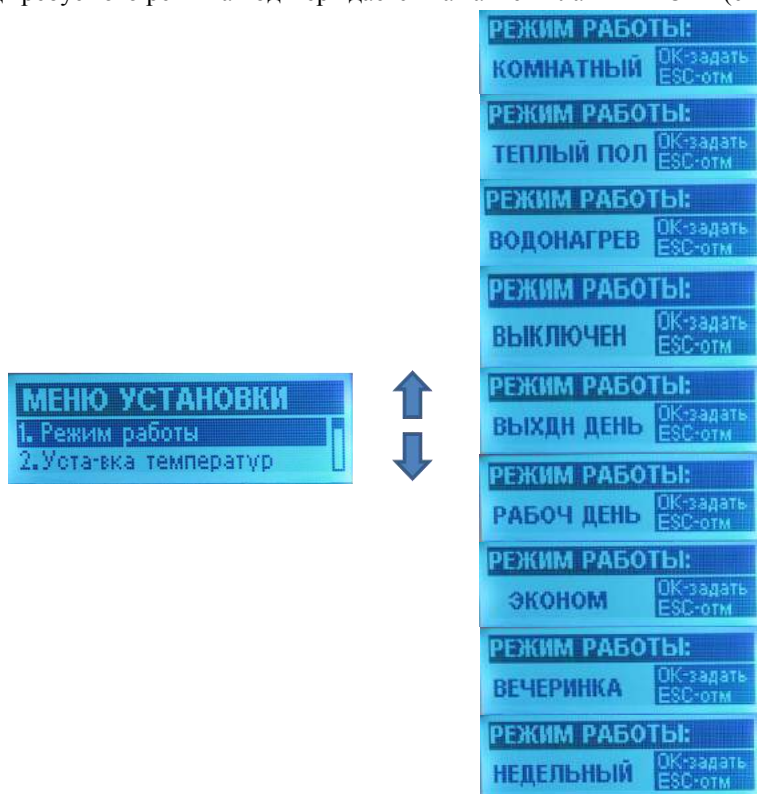 РЕЖИМ РАБОТЫ:
КОМНАТНЫЙ
OK-задать
ESC-отм
РЕЖИМ РАБОТЫ:
ТЕПЛЫЙ ПОЛ
OK-задать
ESC-отм
РЕЖИМ РАБОТЫ:
ВОДОНАГРЕВ
OK-задать
ESC-отм
РЕЖИМ РАБОТЫ:
ВЫКЛЮЧЕН
OK-задать
ESC-отм
МЕНЮ УСТАНОВКИ
1. Режим работы
2.Уста-вка температур
РЕЖИМ РАБОТЫ:
ВЫХДН ДЕНЬ
OK-задать
ESC-отм
РЕЖИМ РАБОТЫ:
РАБОЧ ДЕНЬ
OK-задать
ESC-отм
РЕЖИМ РАБОТЫ:
ЭКОНОМ
OK-задать
ESC-отм
РЕЖИМ РАБОТЫ:
ВЕЧЕРИНКА
OK-задать
ESC-отм
РЕЖИМ РАБОТЫ:
НЕДЕЛЬНЫЙ
OK-задать
ESC-отм